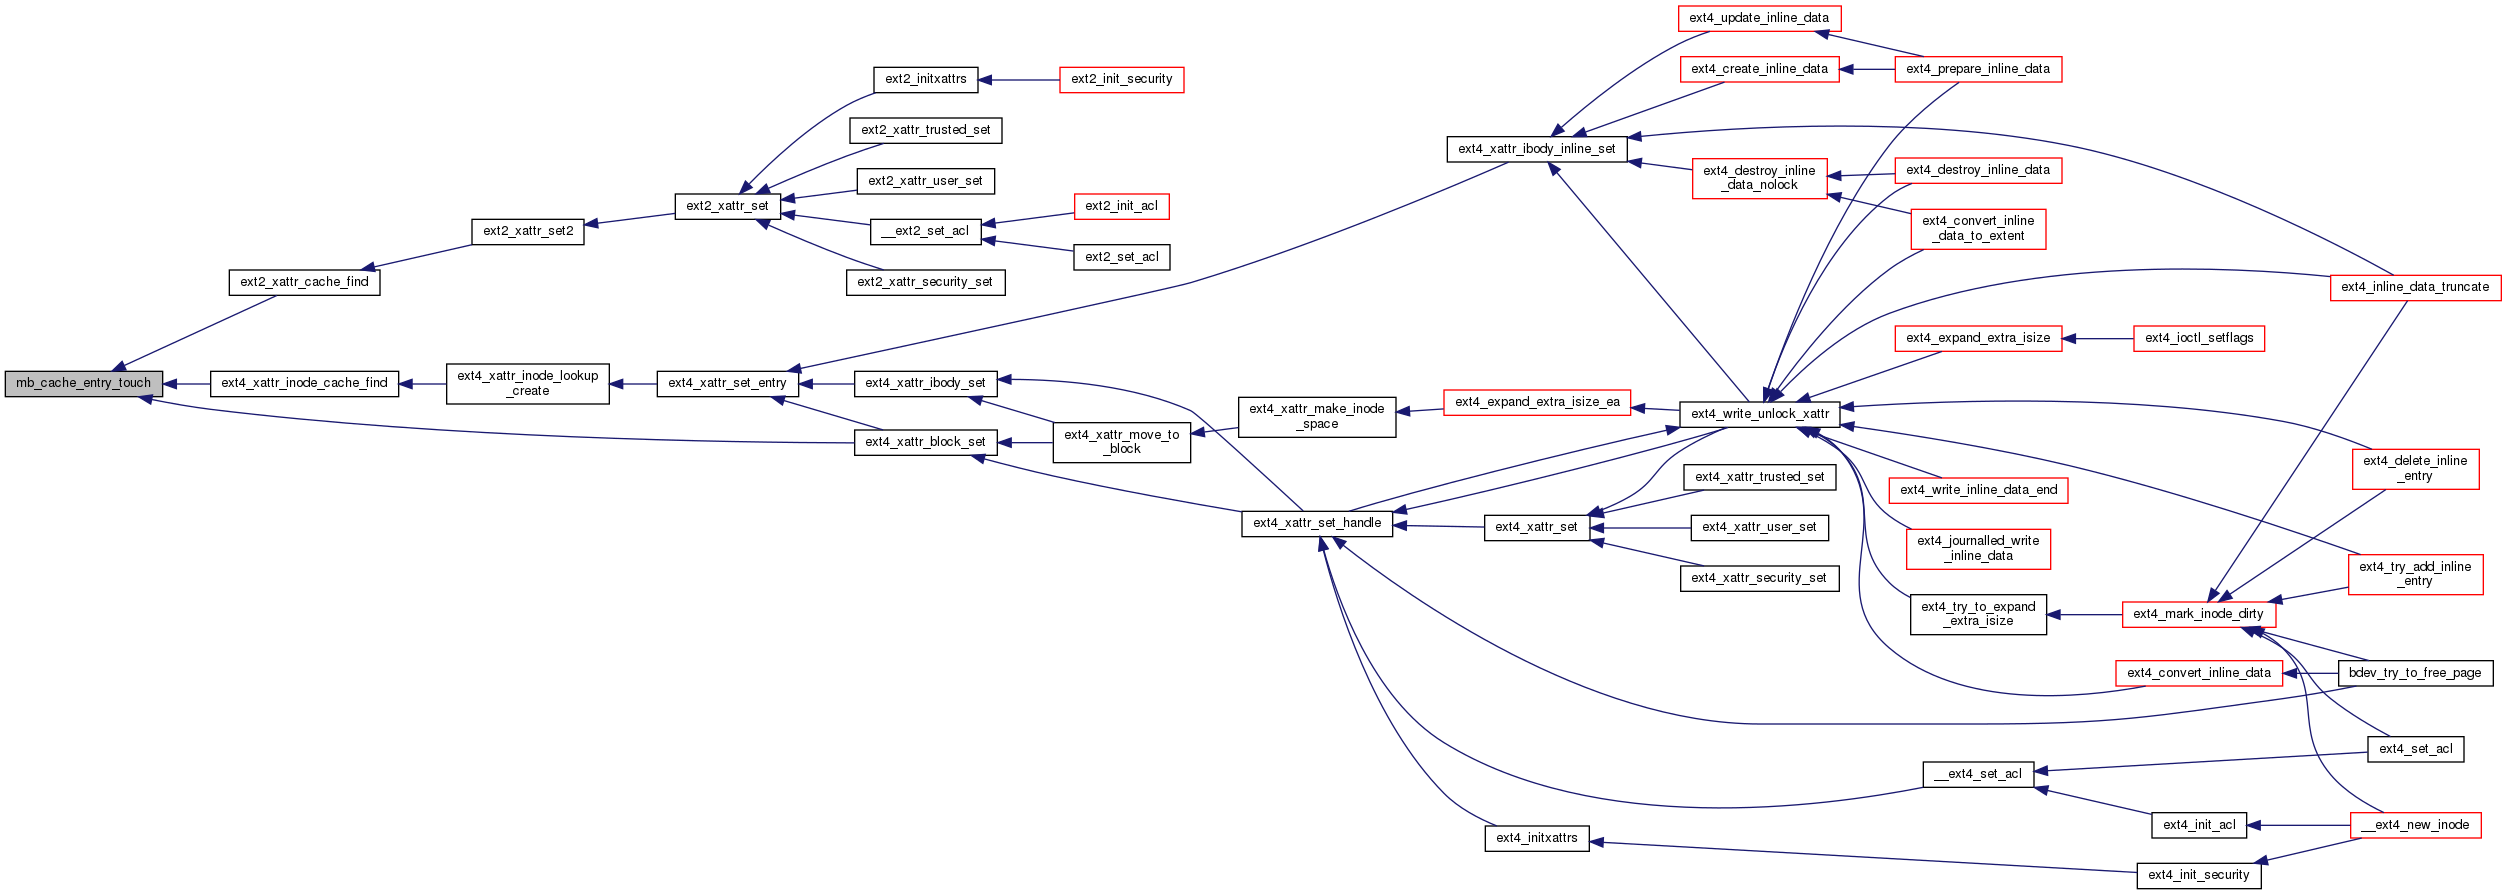 mb_cache_entry_touch
ext2_xattr_cache_find
ext4_xattr_inode_cache_find
ext2_xattr_set2
ext4_xattr_inode_lookup
_create
ext2_xattr_set
ext4_xattr_set_entry
ext2_initxattrs
ext2_xattr_trusted_set
ext2_xattr_user_set
__ext2_set_acl
ext2_xattr_security_set
ext4_xattr_ibody_set
ext4_xattr_block_set
ext2_init_security
ext2_init_acl
ext2_set_acl
ext4_xattr_move_to
_block
ext4_xattr_make_inode
_space
ext4_xattr_set_handle
ext4_xattr_ibody_inline_set
ext4_expand_extra_isize_ea
ext4_xattr_set
ext4_initxattrs
ext4_update_inline_data
ext4_create_inline_data
ext4_destroy_inline
_data_nolock
ext4_write_unlock_xattr
ext4_xattr_trusted_set
ext4_xattr_user_set
ext4_xattr_security_set
ext4_prepare_inline_data
ext4_destroy_inline_data
ext4_convert_inline
_data_to_extent
ext4_expand_extra_isize
ext4_write_inline_data_end
ext4_journalled_write
_inline_data
ext4_try_to_expand
_extra_isize
__ext4_set_acl
ext4_ioctl_setflags
ext4_mark_inode_dirty
ext4_convert_inline_data
ext4_init_acl
ext4_init_security
ext4_inline_data_truncate
ext4_delete_inline
_entry
ext4_try_add_inline
_entry
bdev_try_to_free_page
ext4_set_acl
__ext4_new_inode